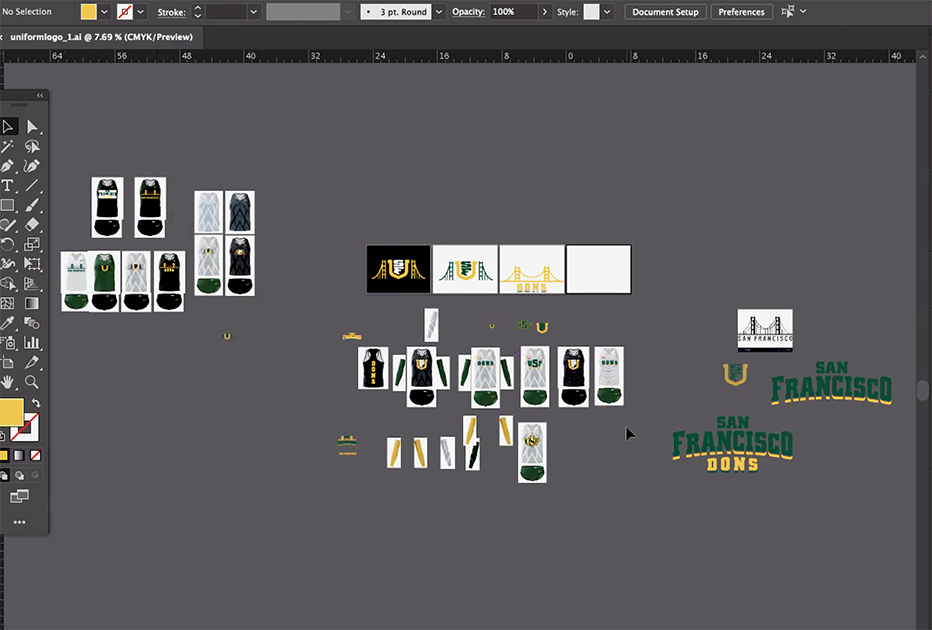 No Selection Stroke: 3 pt. Round Opacity: 100% Style: Document Setup Preferences
uniformlogo_1.ai @ 7.69 % (CMYK/Preview)
64 56 48 40 32 24 16 8 0 8 16 24 32 40
DONS
SAN FRANCISCO
SAN
FRANCISCO
SAN
FRANCISCO
DONS
DONS
DONS
USF